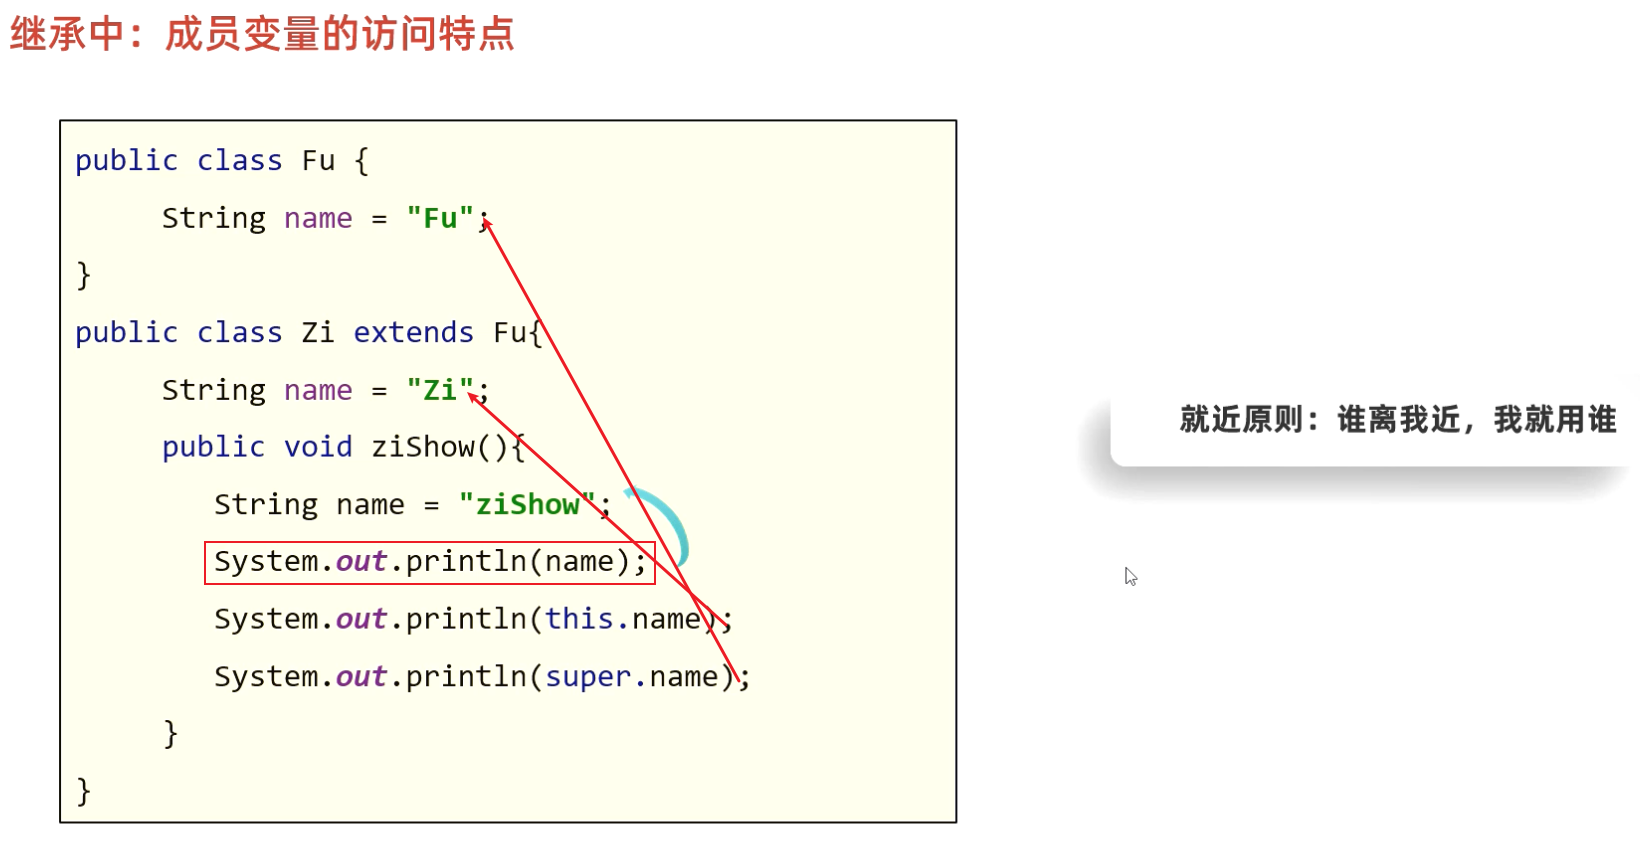 继承中：成员变量的访问特点
public class Fu {
String name = "Fu";
}
public class Zi extends Fu{
String name = "Zi";
public void ziShow(){
String name = "ziShow";
System.out.println(name);
System.out.println(this.name);
System.out.println(super.name);
}
}
就近原则：谁离我近，我就用谁